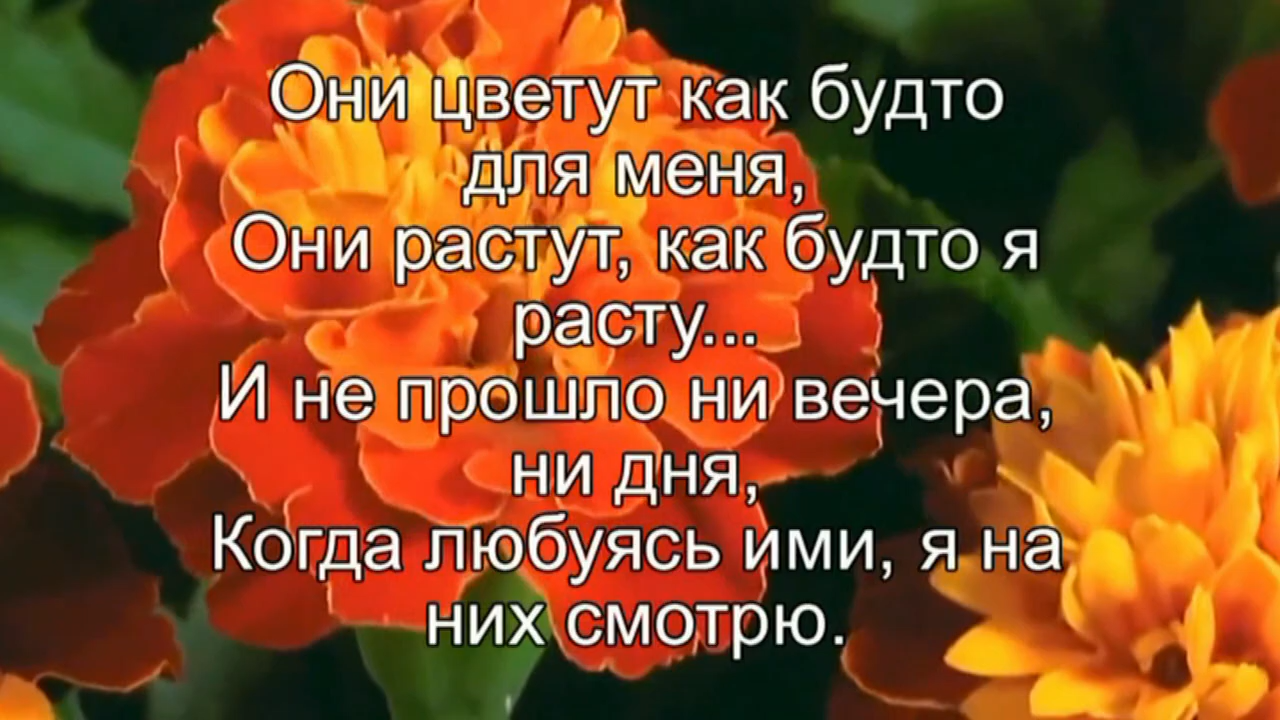 Они цветут как будто
для меня,
Они растут, как будто я
расту...
И не прошло ни вечера,
ни дня,
Когда любуясь ими, я на
них смотрю.